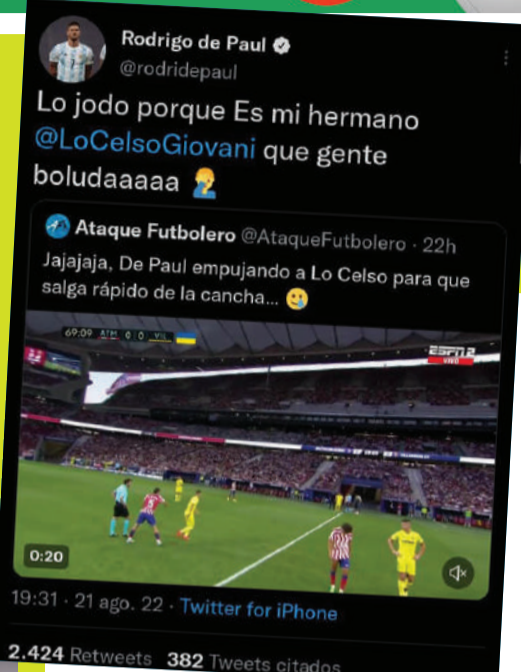 Rodrigo de Paul
@rodridepaul
Lo jodo porque Es mi hermano
@LoCelsoGiovani que gente
boludaaaaa
Ataque Futbolero @AtaqueFutbolero · 22h
Jajajaja, De Paul empujando a Lo Celso para que
salga rápido de la cancha...
69:09 ATM 0 0 VIL
ESPN 2
VIVO
0:20
19:31 · 21 ago. 22 · Twitter for iPhone
2.424 Retweets 382 Tweets citados